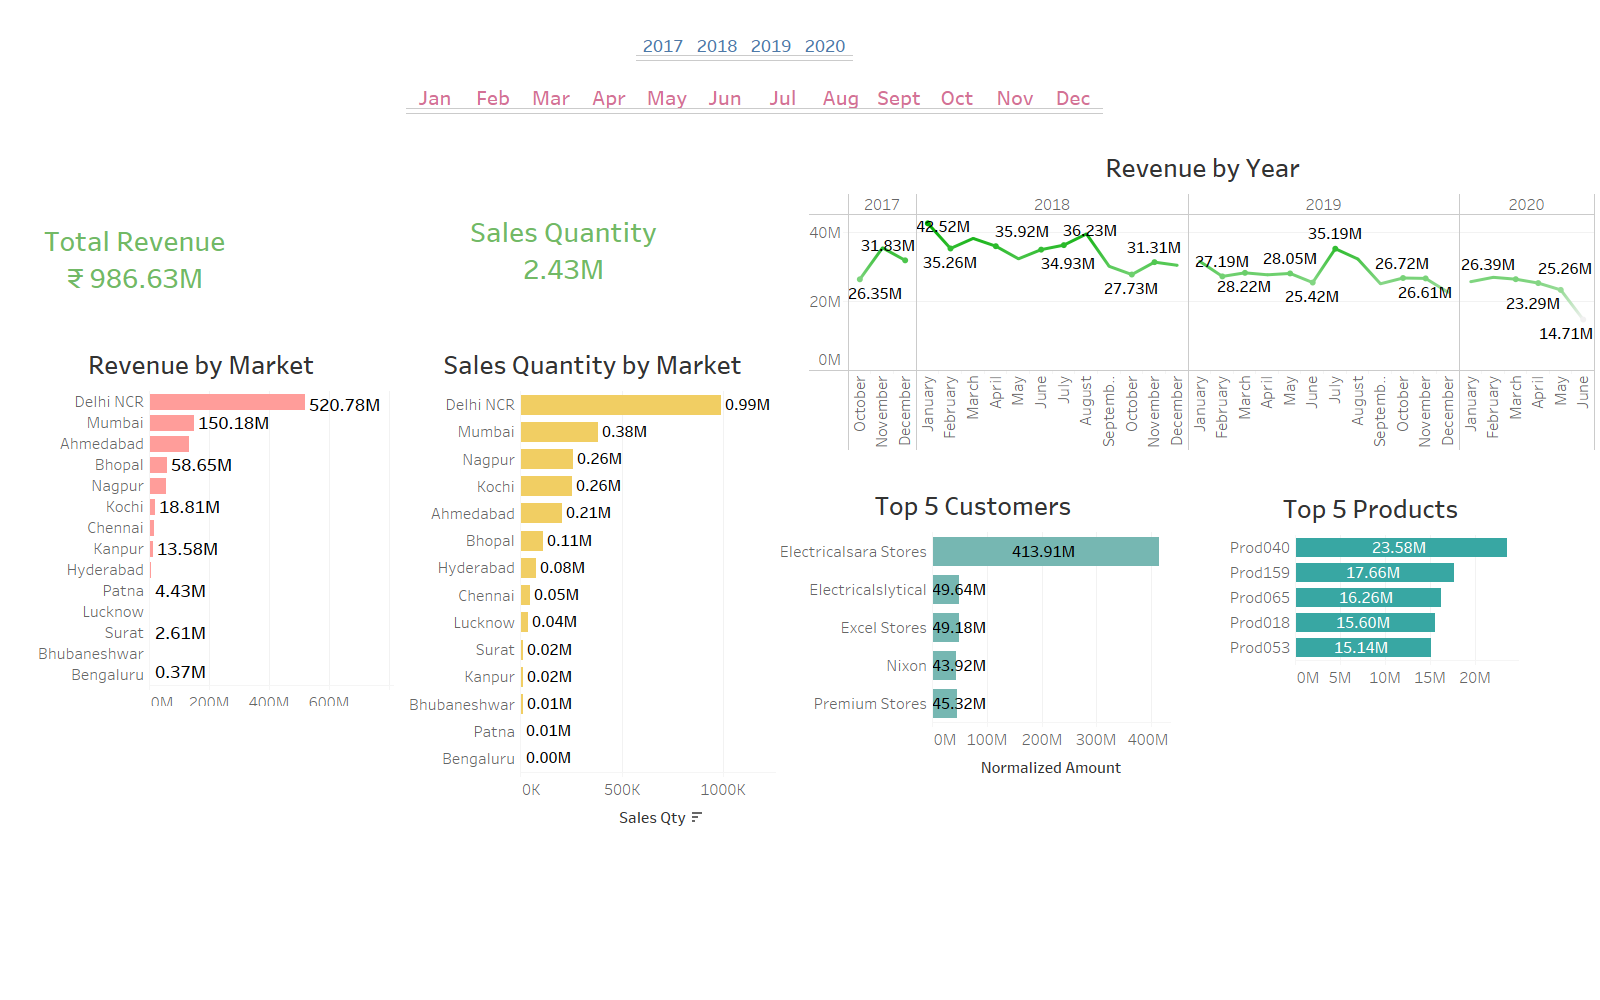 2017 2018 2019 2020
Jan Feb Mar Apr May Jun Jul Aug Sept Oct Nov Dec
Total Revenue
₹ 986.63M
Sales Quantity
2.43M
Revenue by Year
2017 2018 2019 2020
40M
20M
0M
26.35M
31.83M
42.52M
35.26M
35.92M
34.93M
36.23M
27.73M
31.31M
27.19M
28.22M
28.05M
25.42M
35.19M
26.72M
26.61M
26.39M
23.29M
25.26M
14.71M
October
November
December
January
February
March
April
May
June
July
August
Septemb..
October
November
December
January
February
March
April
May
June
July
August
Septemb..
October
November
December
January
February
March
April
May
June
Revenue by Market
Delhi NCR 520.78M
Mumbai 150.18M
Ahmedabad
Bhopal 58.65M
Nagpur
Kochi 18.81M
Chennai
Kanpur 13.58M
Hyderabad
Patna 4.43M
Lucknow
Surat 2.61M
Bhubaneshwar
Bengaluru 0.37M
0M 200M 400M 600M
Sales Quantity by Market
Delhi NCR 0.99M
Mumbai 0.38M
Nagpur 0.26M
Kochi 0.26M
Ahmedabad 0.21M
Bhopal 0.11M
Hyderabad 0.08M
Chennai 0.05M
Lucknow 0.04M
Surat 0.02M
Kanpur 0.02M
Bhubaneshwar 0.01M
Patna 0.01M
Bengaluru 0.00M
0K 500K 1000K
Sales Qty
Top 5 Customers
Electricalsara Stores 413.91M
Electricalslytical 49.64M
Excel Stores 49.18M
Nixon 43.92M
Premium Stores 45.32M
0M 100M 200M 300M 400M
Normalized Amount
Top 5 Products
Prod040 23.58M
Prod159 17.66M
Prod065 16.26M
Prod018 15.60M
Prod053 15.14M
0M 5M 10M 15M 20M